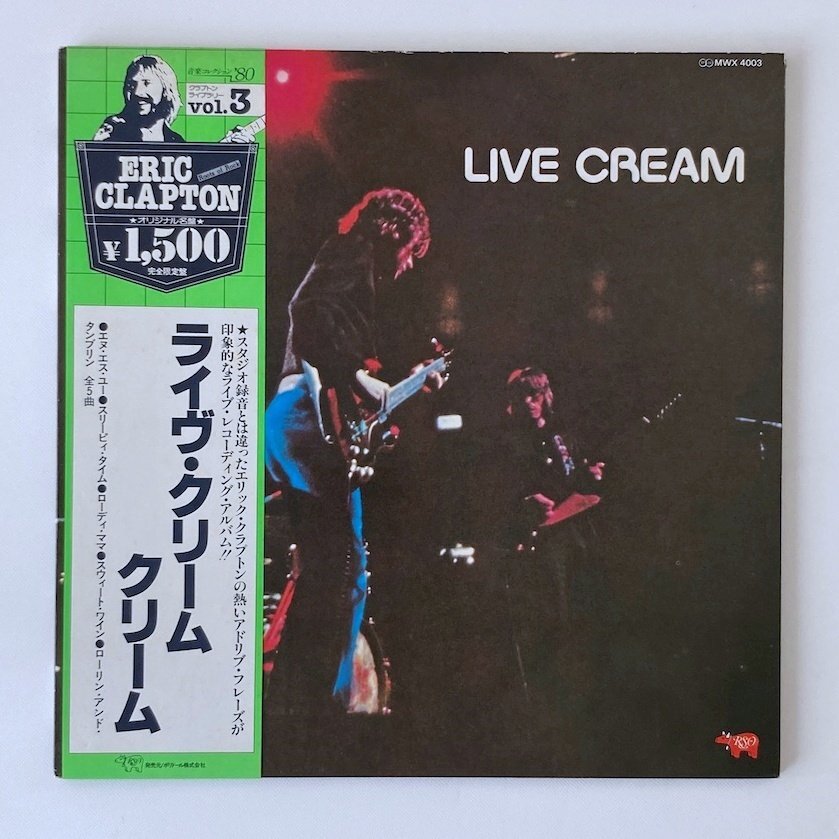 音楽コレクション'80
クラプトン
ライブラリー
vol.3
ERIC
Roots of Rock
CLAPTON
★オリジナル名盤★
¥1,500
完全限定盤
★スタジオ録音とは違ったエリック・クラプトンの熱いアドリブ・フレーズが
印象的なライブ・レコーディング・アルバム!!
ライヴ・クリーム
クリーム
●エヌ・エス・ユー●スリーピィ・タイム●ローディ・ママ●スウィート・ワイン●ローリン・アンド・
タンブリン 全5曲
RSO
発売元/ポリドール株式会社
MWX 4003
LIVE CREAM
RSO